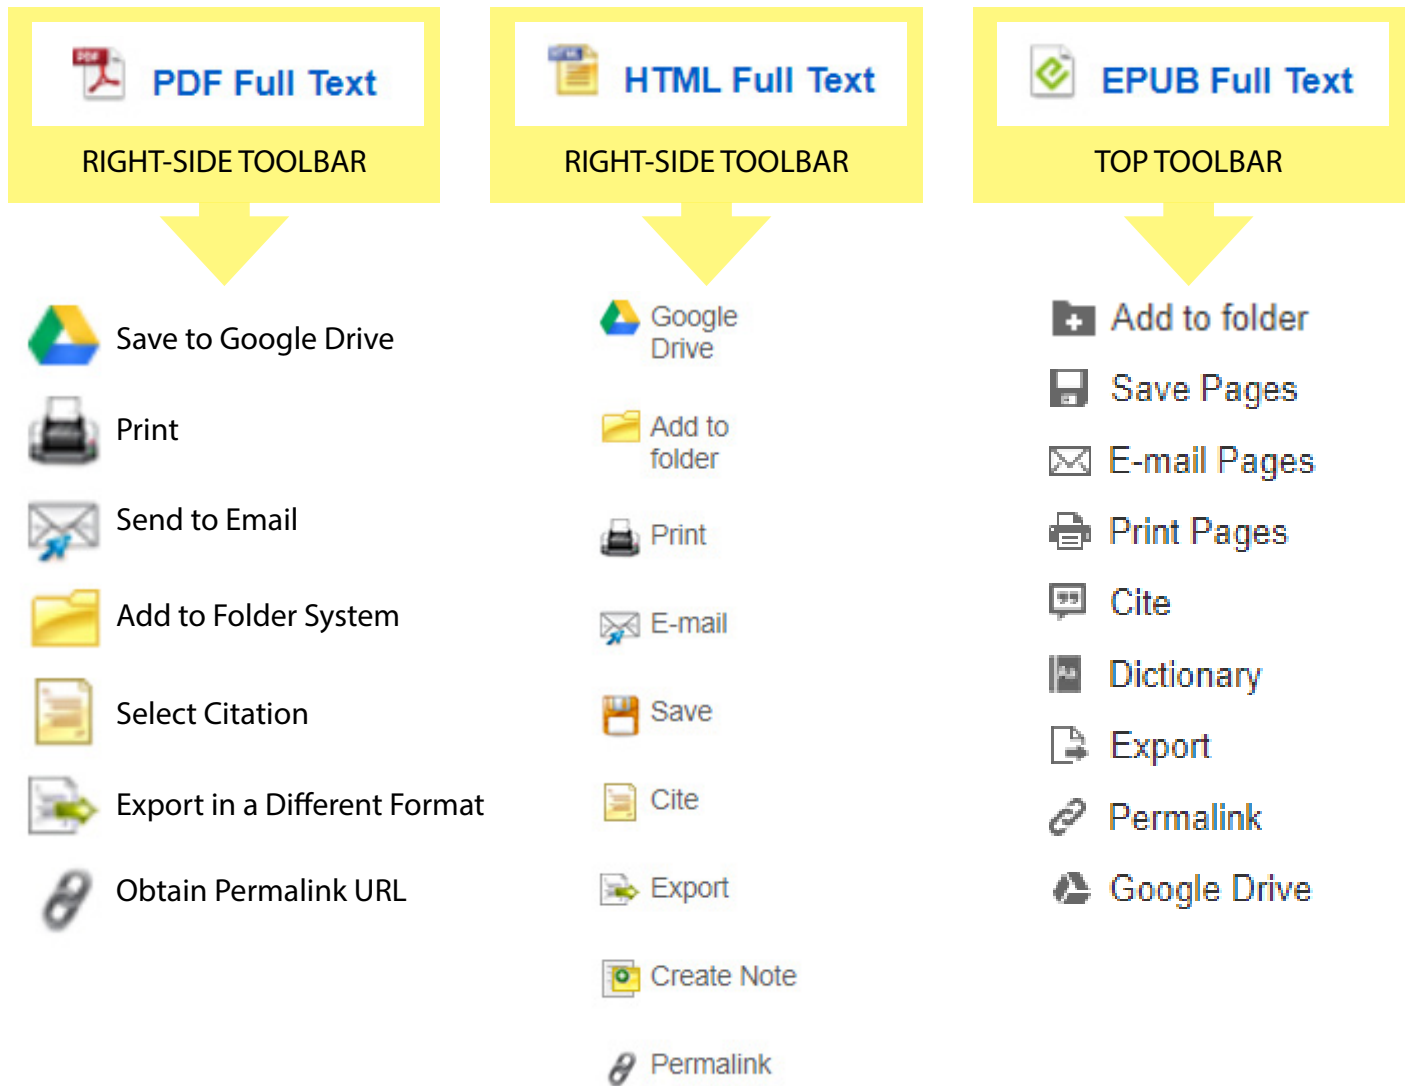 PDF Full Text
RIGHT-SIDE TOOLBAR
Save to Google Drive
Print
Send to Email
Add to Folder System
Select Citation
Export in a Different Format
Obtain Permalink URL
HTML Full Text
RIGHT-SIDE TOOLBAR
Google
Drive
Add to
folder
Print
E-mail
Save
Cite
Export
Create Note
Permalink
EPUB Full Text
TOP TOOLBAR
Add to folder
Save Pages
E-mail Pages
Print Pages
Cite
Dictionary
Export
Permalink
Google Drive